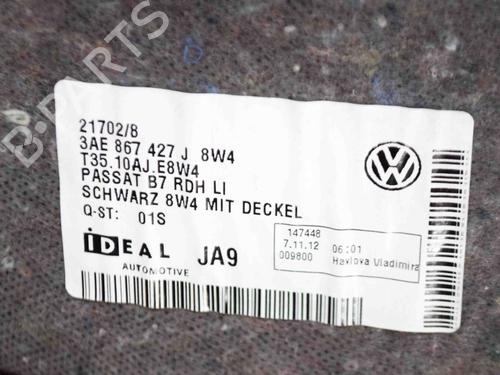 B-PARTS
21702/8
3AE 867 427 J 8W4
T35.10AJ.E8W4
PASSAT B7 RDH LI
SCHWARZ 8W4 MIT DECKEL
Q-ST: 01S
IDEAL JA9
AUTOMOTIVE
147448
7.11.12 06:01
009800 Havlova Vladimira